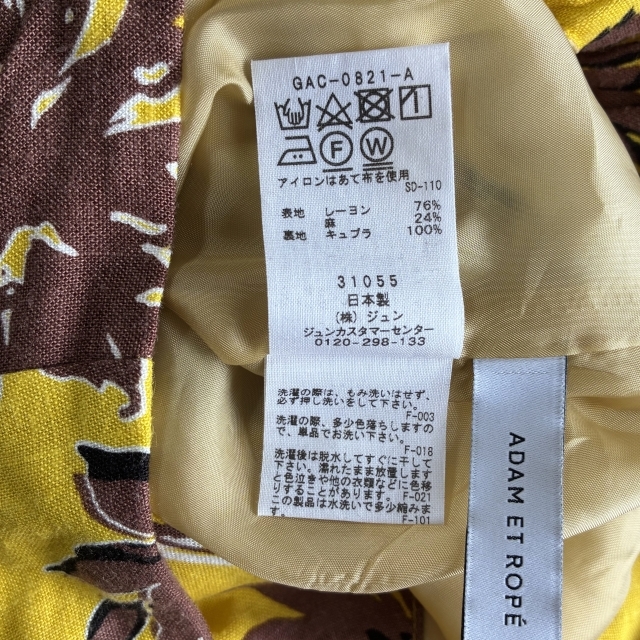 GAC-0821-A
F W
アイロンはあて布を使用
SD-110
表地 レーヨン 76%
麻 24%
裏地 キュプラ 100%
31055
日本製
(株) ジュン
ジュンカスタマーセンター
0120-298-133
洗濯の際は、もみ洗いはせず、
必ず押し洗いをして下さい。
F-003
洗濯の際、多少色落ちしますの
で、単品でお洗い下さい。
F-018
洗濯後は脱水してすぐに干して
下さい。濡れたまま放置します
と色泣きや他の衣類などに色移
りすることがあります。 F-021
この製品は水洗いで多少縮みま
す。 F-101
ADAM ET ROPÉ